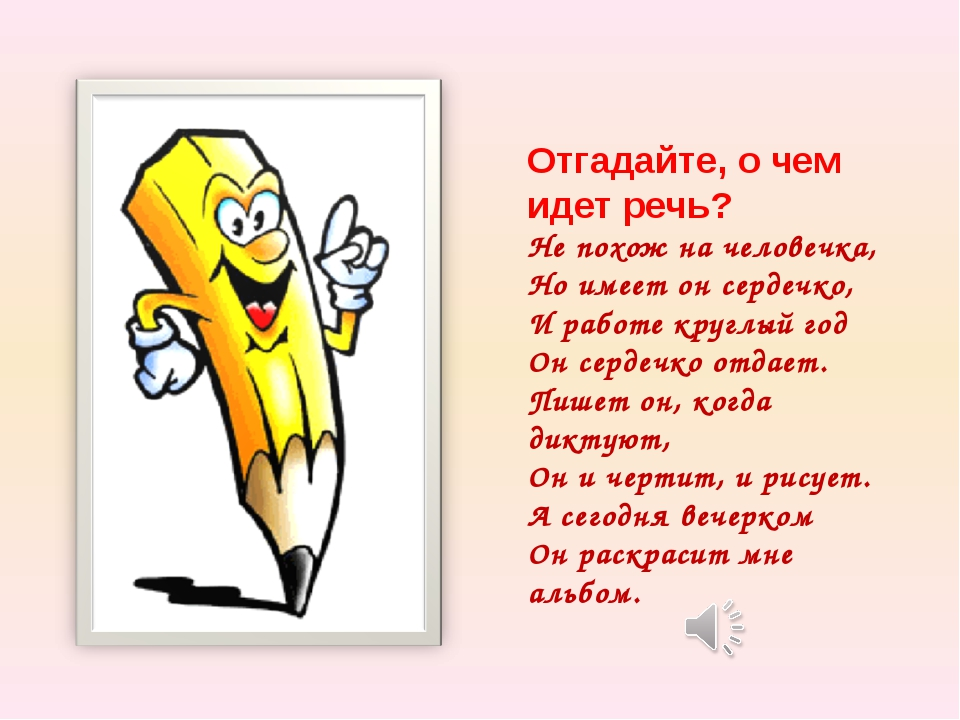 Отгадайте, о чем
идет речь?
Не похож на человечка,
Но имеет он сердечко,
И работе круглый год
Он сердечко отдает.
Пишет он, когда
диктуют,
Он и чертит, и рисует.
А сегодня вечерком
Он раскрасит мне
альбом.